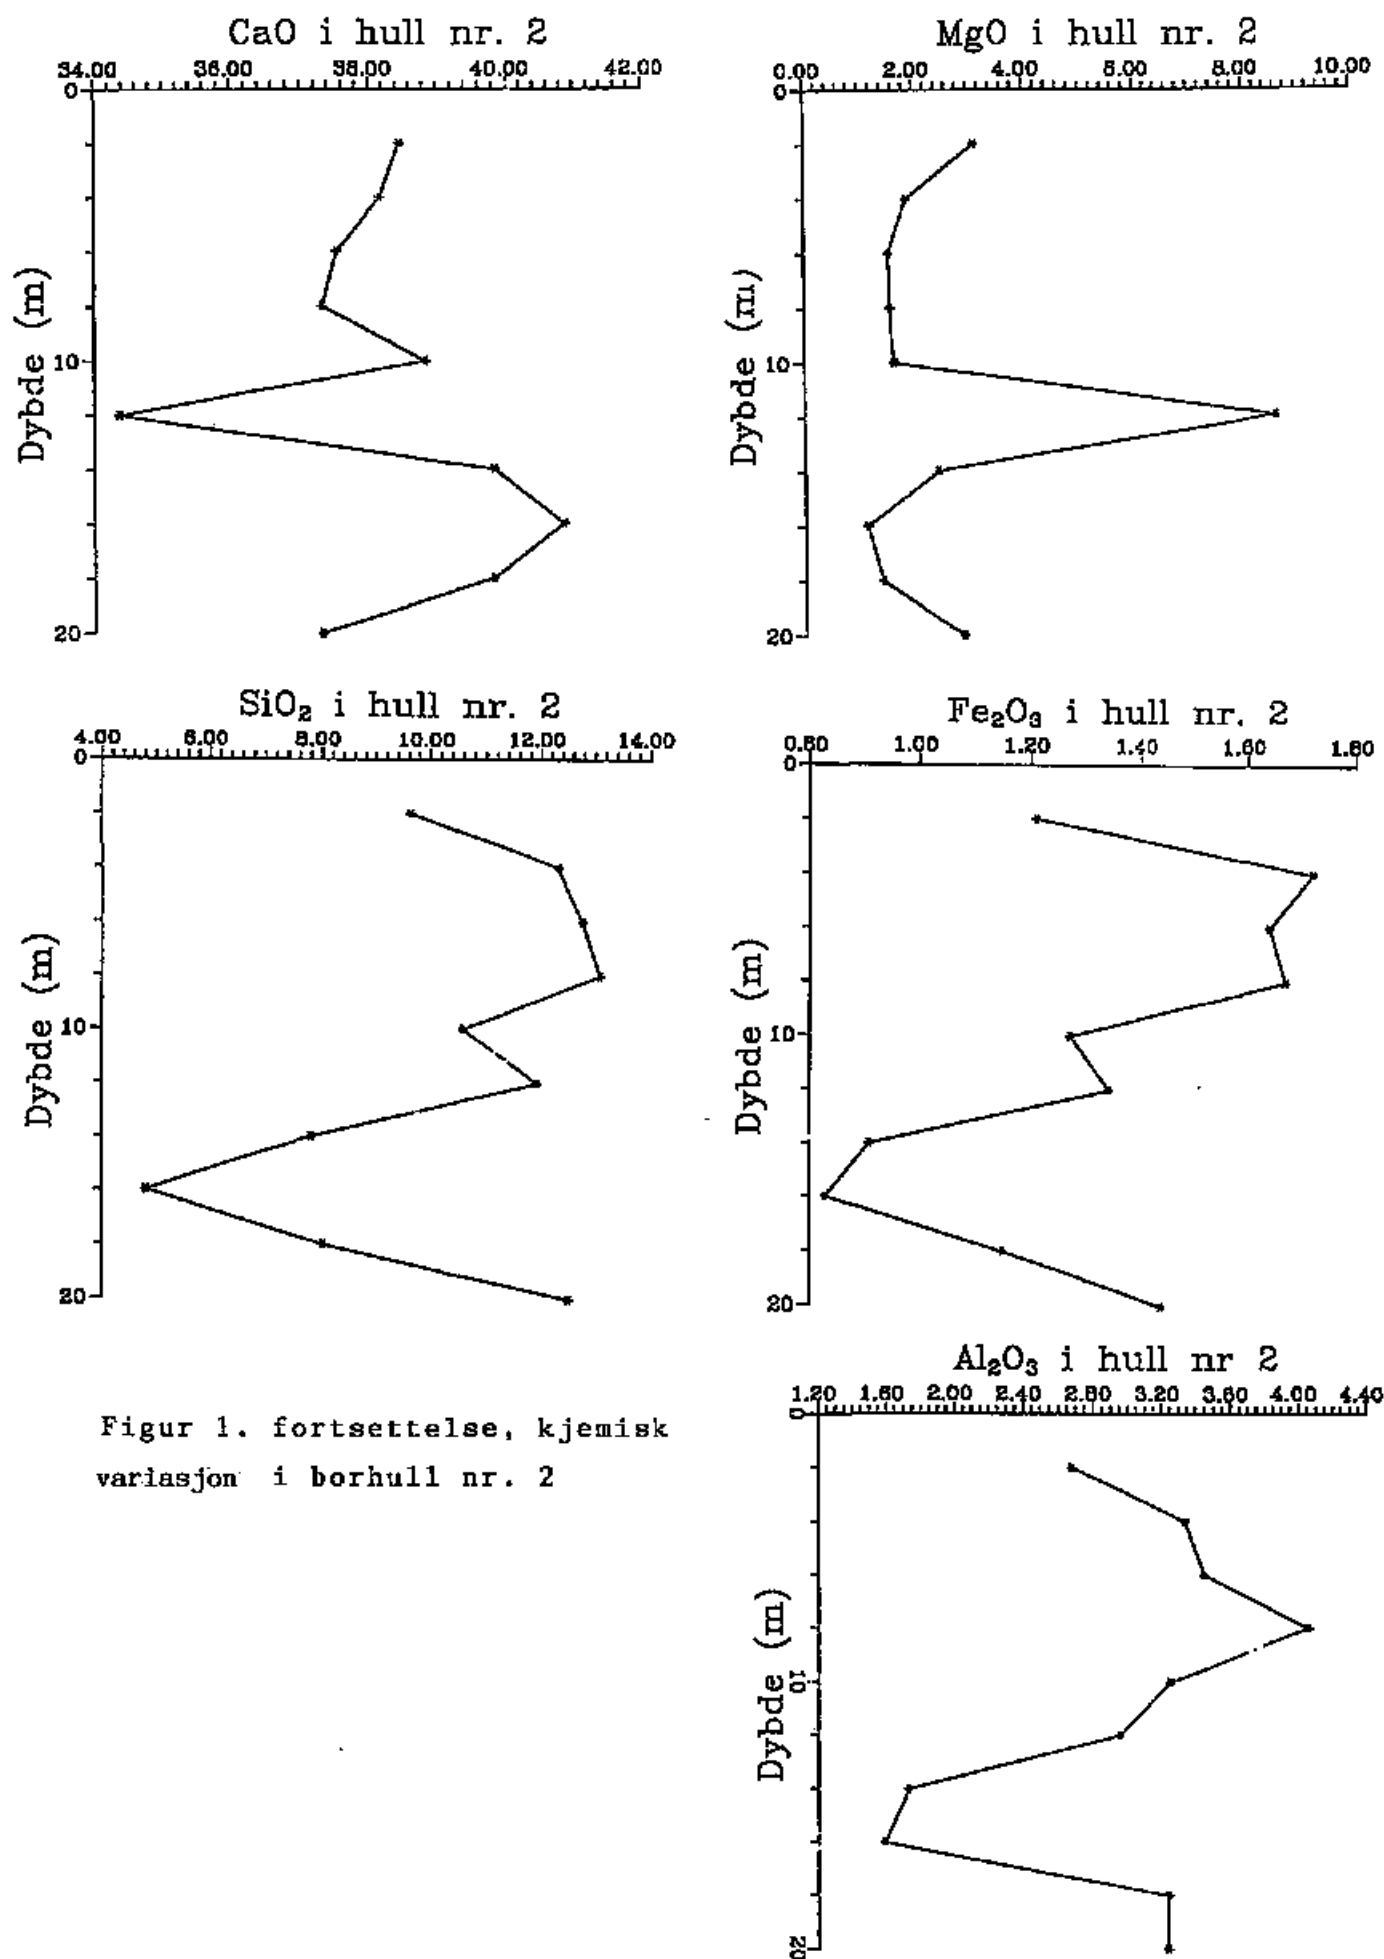 CaO i hull nr. 2
34.00 36.00 38.00 40.00 42.00
0
10
20
Dybde (m)
MgO i hull nr. 2
0.00 2.00 4.00 6.00 8.00 10.00
0
10
20
Dybde (m)
SiO₂ i hull nr. 2
4.00 6.00 8.00 10.00 12.00 14.00
0
10
20
Dybde (m)
Fe₂O₃ i hull nr. 2
0.80 1.00 1.20 1.40 1.60 1.80
0
10
20
Dybde (m)
Al₂O₃ i hull nr 2
1.20 1.60 2.00 2.40 2.80 3.20 3.60 4.00 4.40
0
10
20
Dybde (m)
Figur 1. fortsettelse, kjemisk
variasjon i borhull nr. 2